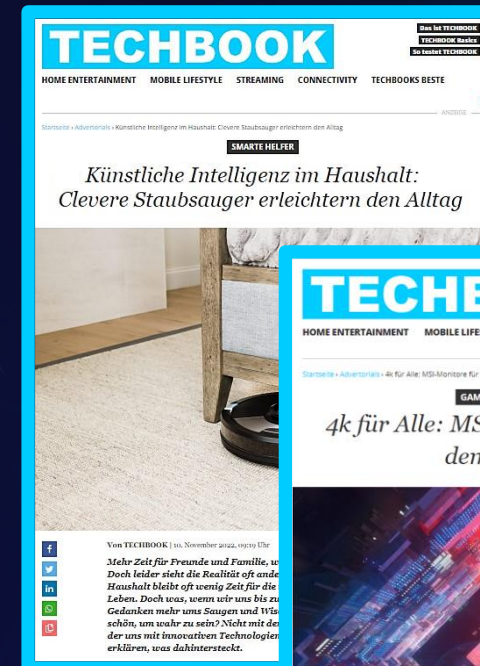 TECHBOOK
Das ist TECHBOOK
TECHBOOK Basics
So testet TECHBOOK
HOME ENTERTAINMENT MOBILE LIFESTYLE STREAMING CONNECTIVITY TECHBOOKS BESTE
ANZEIGE
Startseite » Advertorials » Künstliche Intelligenz im Haushalt: Clevere Staubsauger erleichtern den Alltag
SMARTE HELFER
Künstliche Intelligenz im Haushalt:
Clevere Staubsauger erleichtern den Alltag
Von TECHBOOK | 10. November 2022, 09:19 Uhr
Mehr Zeit für Freunde und Familie, w
Doch leider sieht die Realität oft ande
Haushalt bleibt oft wenig Zeit für die
Leben. Doch was, wenn wir uns bis zu
Gedanken mehr ums Saugen und Wis
schön, um wahr zu sein? Nicht mit de
der uns mit innovativen Technologien
erklären, was dahintersteckt.
TECHB
HOME ENTERTAINMENT MOBILE LIFES
Startseite » Advertorials » 4k für Alle: MSI-Monitore für
GAM
4k für Alle: MS
den